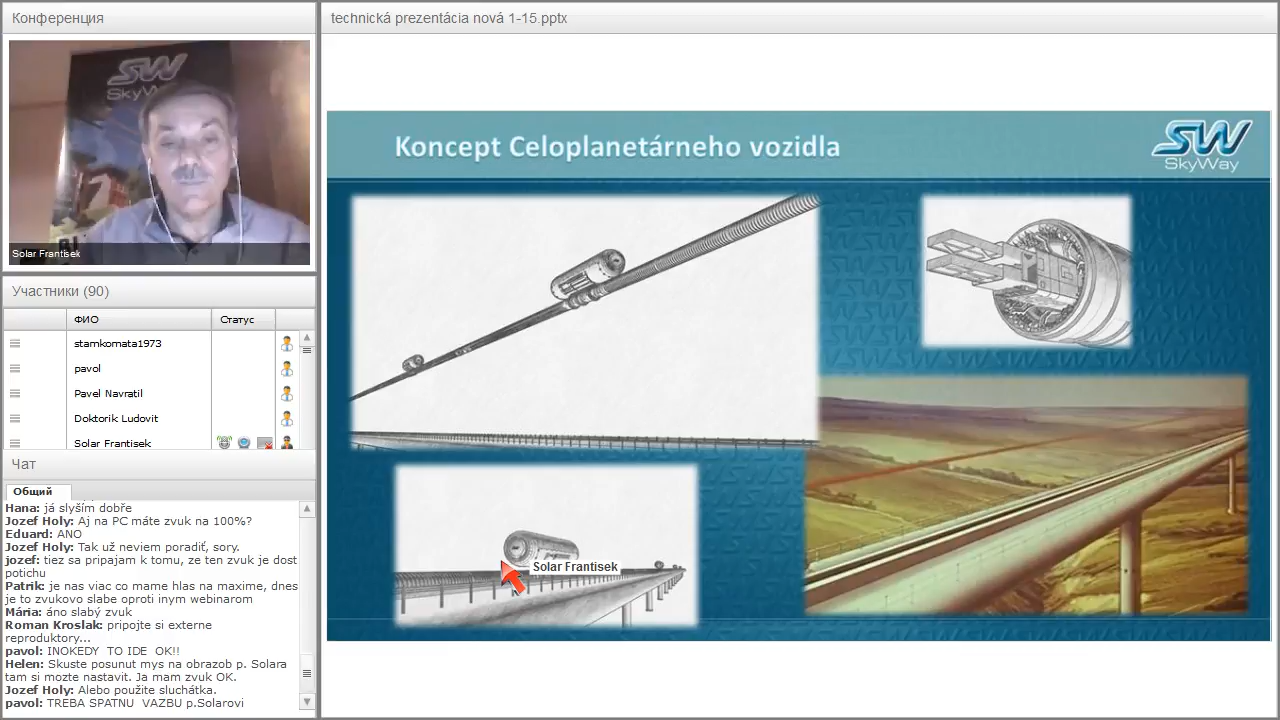 Конференция
SW
SkyWay
Solar Frantisek
Участники (90)
ФИО
Статус
stamkomata1973
pavol
Pavel Navratil
Doktorik Ludovit
Solar Frantisek
Чат
Общий
Hana: já slyším dobře
Jozef Holy: Aj na PC máte zvuk na 100%?
Eduard: ANO
Jozef Holy: Tak už neviem poradiť, sory.
jozef: tiez sa pripajam k tomu, ze ten zvuk je dost
potichu
Patrik: je nas viac co mame hlas na maxime, dnes
je to zvukovo slabe oproti inym webinarom
Mária: áno slabý zvuk
Roman Kroslak: pripojte si externe
reproduktory...
pavol: INOKEDY TO IDE OK!!
Helen: Skuste posunut mys na obrazob p. Solara
tam si mozte nastavit. Ja mam zvuk OK.
Jozef Holy: Alebo použite sluchátka.
pavol: TREBA SPATNU VAZBU p.Solarovi
technická prezentácia nová 1-15.pptx
Koncept Celoplanetárneho vozidla
SW
SkyWay
Solar Frantisek